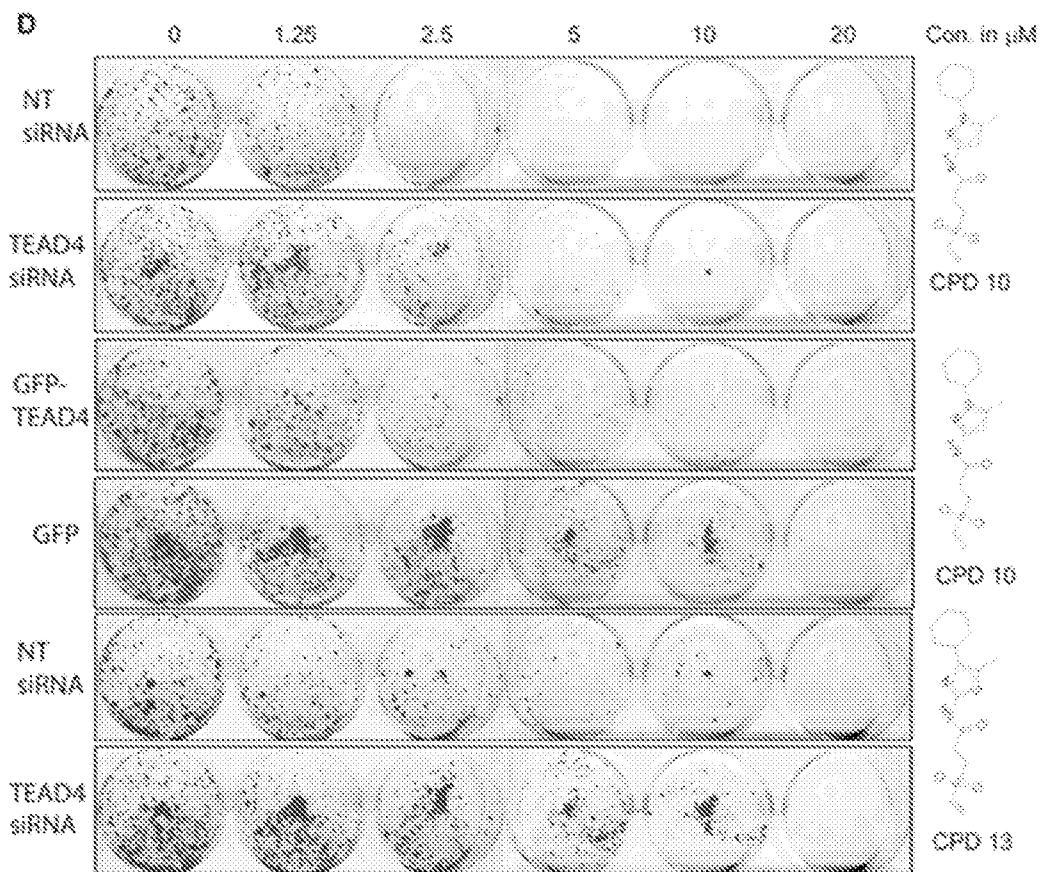 D
0 1.25 2.5 5 10 20 Con. in μM
NT
siRNA
TEAD4
siRNA
CPD 10
GFP-
TEAD4
GFP
CPD 10
NT
siRNA
TEAD4
siRNA
CPD 13